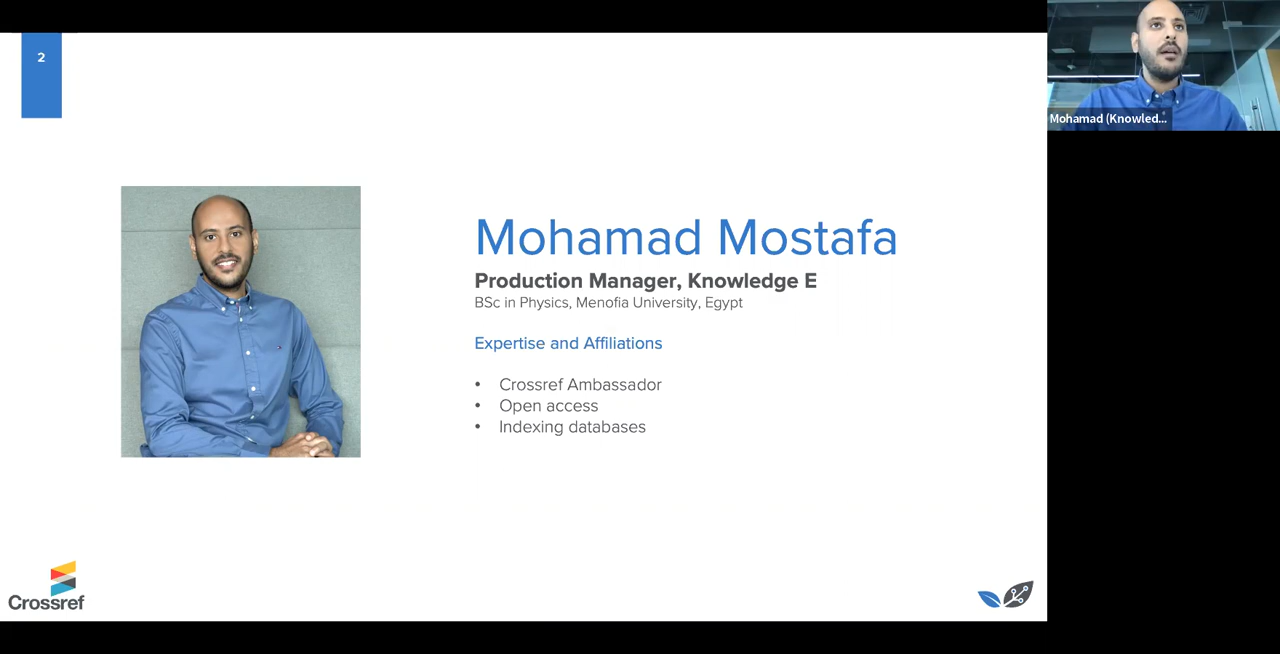 2
Mohamad (Knowled...
Mohamad Mostafa
Production Manager, Knowledge E
BSc in Physics, Menofia University, Egypt
Expertise and Affiliations
• Crossref Ambassador
• Open access
• Indexing databases
Crossref